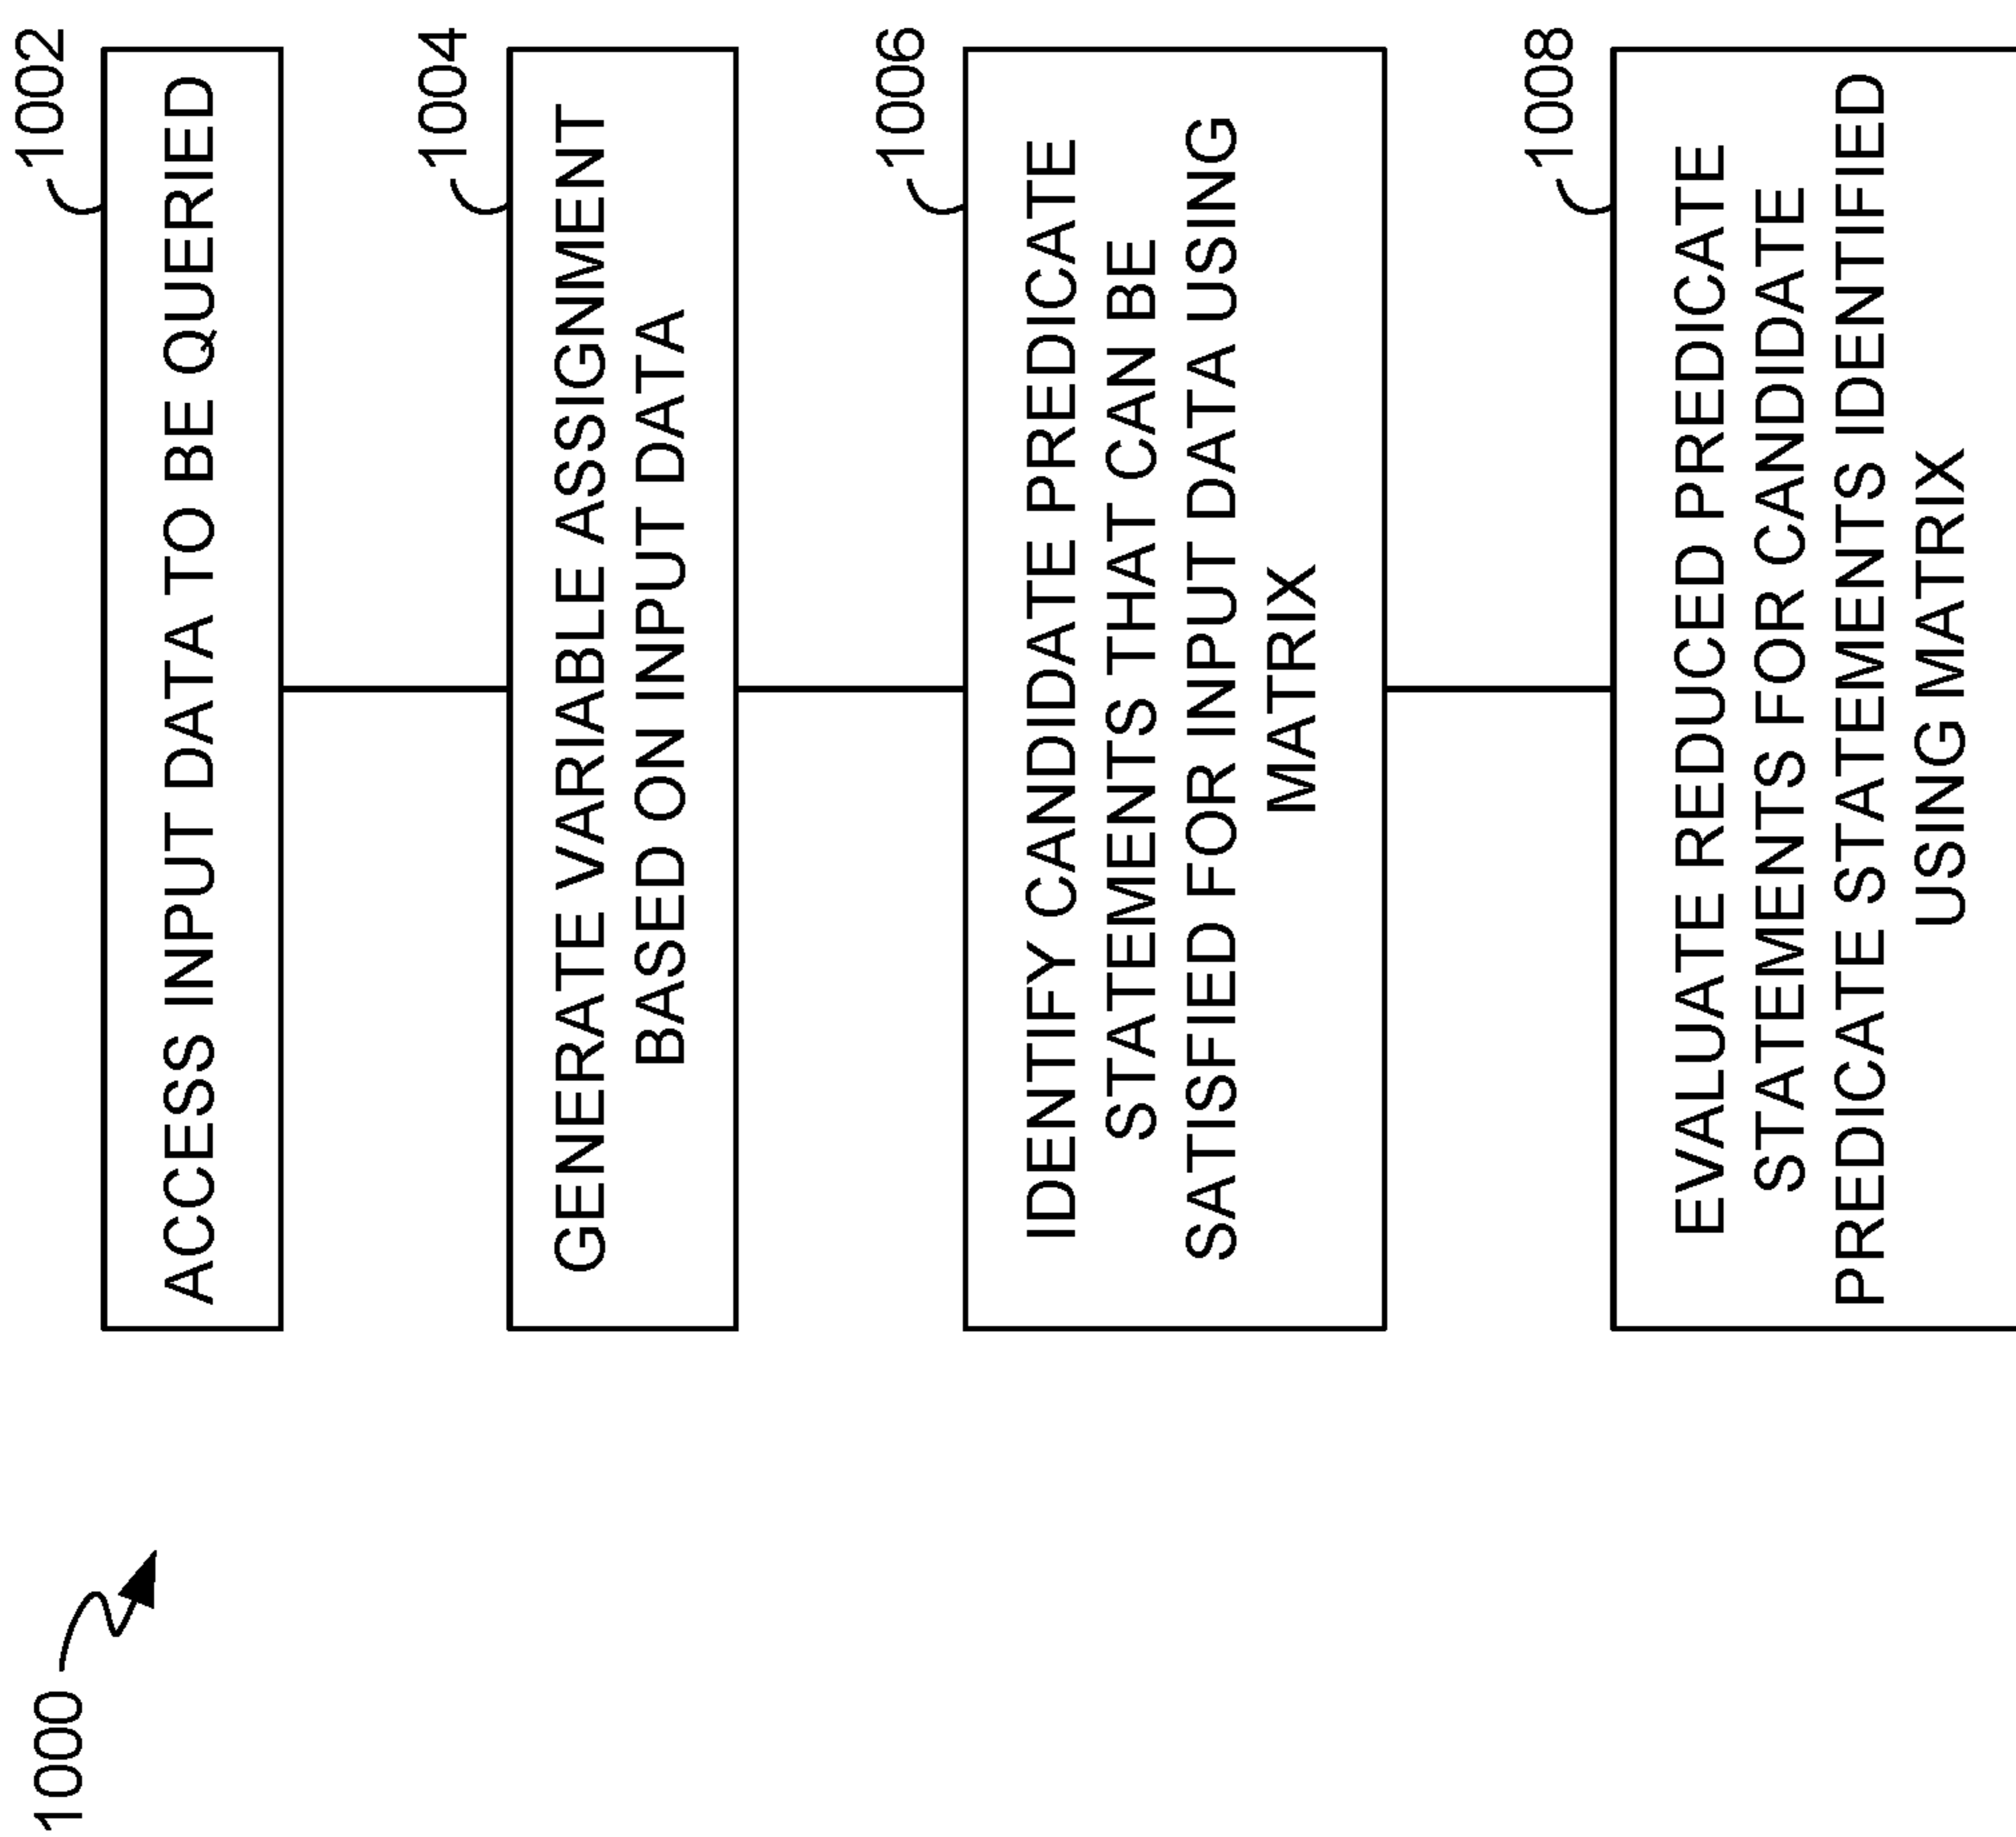 1000
1002
ACCESS INPUT DATA TO BE QUERIED
1004
GENERATE VARIABLE ASSIGNMENT
BASED ON INPUT DATA
1006
IDENTIFY CANDIDATE PREDICATE
STATEMENTS THAT CAN BE
SATISFIED FOR INPUT DATA USING
MATRIX
1008
EVALUATE REDUCED PREDICATE
STATEMENTS FOR CANDIDATE
PREDICATE STATEMENTS IDENTIFIED
USING MATRIX